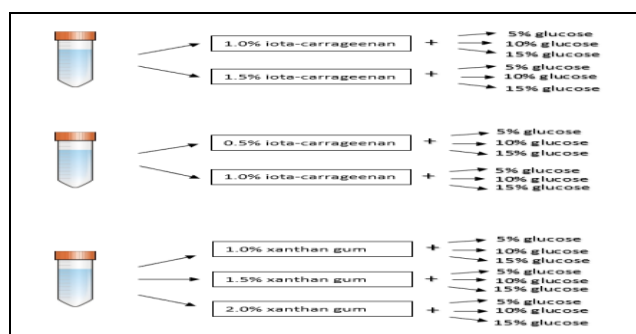 5% glucose
1.0% iota-carrageenan + 10% glucose
15% glucose
5% glucose
1.5% iota-carrageenan + 10% glucose
15% glucose
5% glucose
0.5% iota-carrageenan + 10% glucose
15% glucose
5% glucose
1.0% iota-carrageenan + 10% glucose
15% glucose
5% glucose
1.0% xanthan gum + 10% glucose
15% glucose
5% glucose
1.5% xanthan gum + 10% glucose
15% glucose
5% glucose
2.0% xanthan gum + 10% glucose
15% glucose